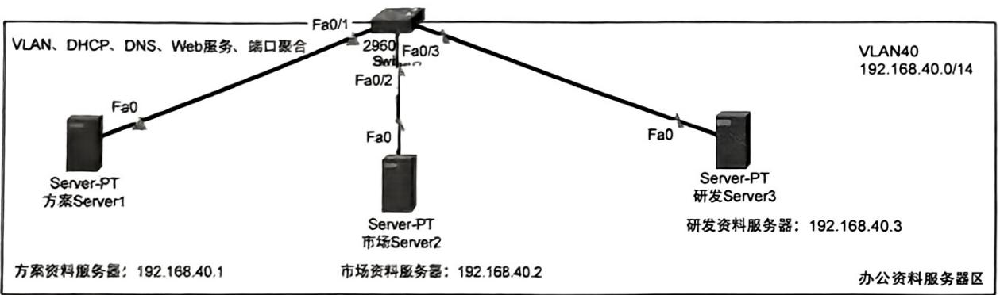 Fa0/1
VLAN、DHCP、DNS、Web服务、端口聚合
2960
Fa0/3
Fa0/2
VLAN40
192.168.40.0/14
Fa0
Fa0
Fa0
Server-PT
方案Server1
Server-PT
市场Server2
Server-PT
研发Server3
研发资料服务器：192.168.40.3
方案资料服务器：192.168.40.1
市场资料服务器：192.168.40.2
办公资料服务器区